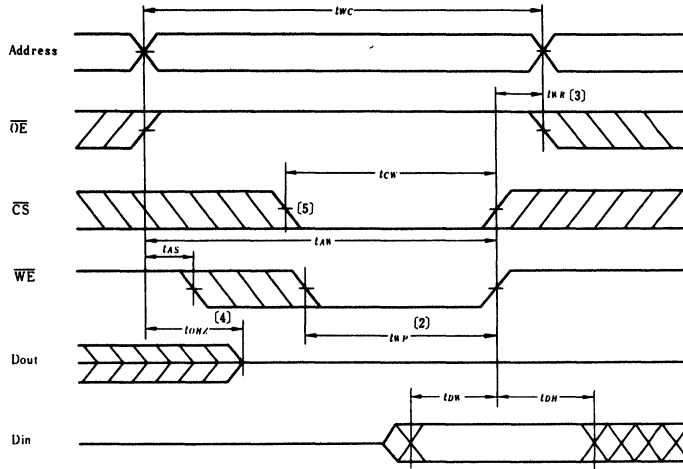 tWC
Address
tWR (3)
OE
tCW
CS
(5)
tAW
tAS
WE
(4)
(2)
tOHZ
tWP
Dout
tDW
tDH
Din